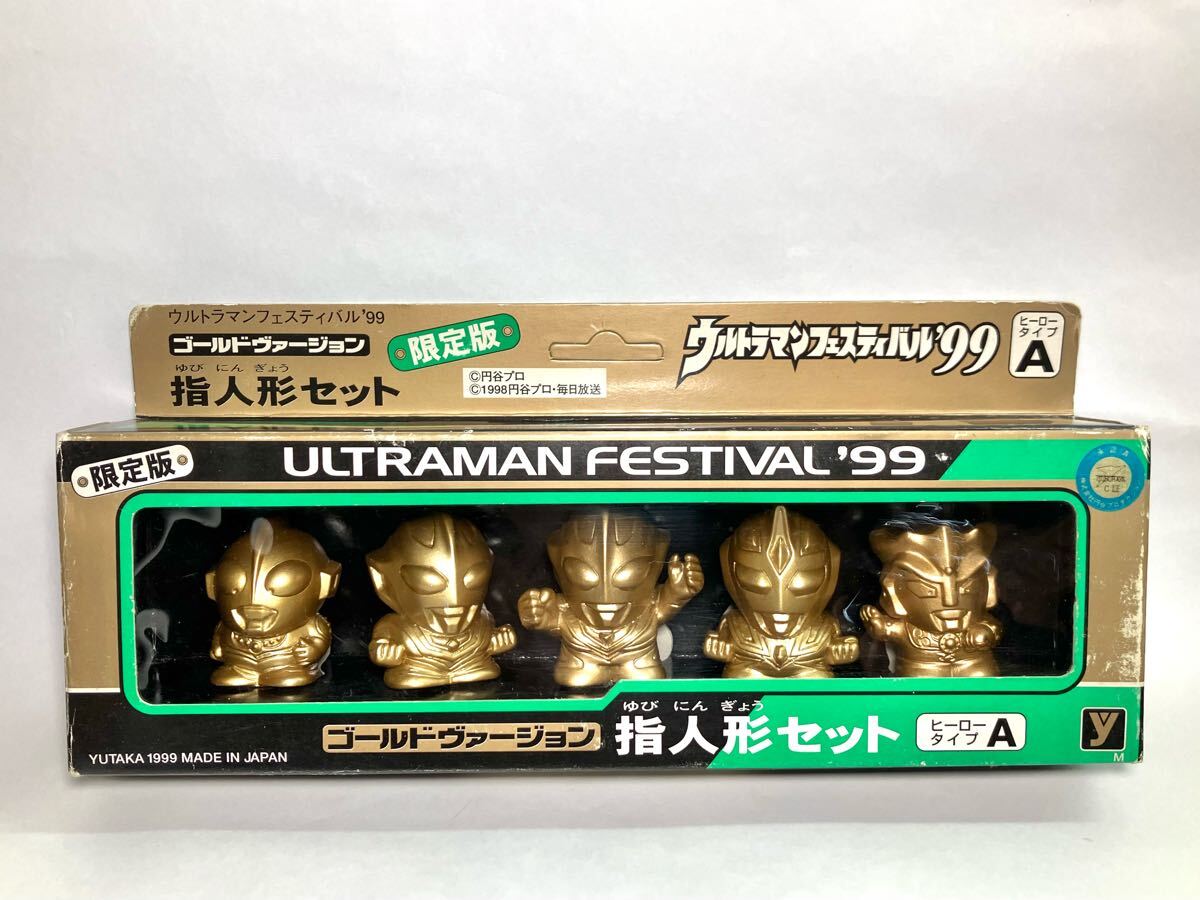 ウルトラマンフェスティバル'99
ゴールドヴァージョン
限定版
ゆび にん ぎょう
指人形セット
©円谷プロ
©1998円谷プロ・毎日放送
ウルトラマンフェスティバル'99
ヒーロー
タイプ
A
限定版
ULTRAMAN FESTIVAL '99
ゴールドヴァージョン
ゆび にん ぎょう
指人形セット
ヒーロー
タイプ A
YUTAKA 1999 MADE IN JAPAN
y
M